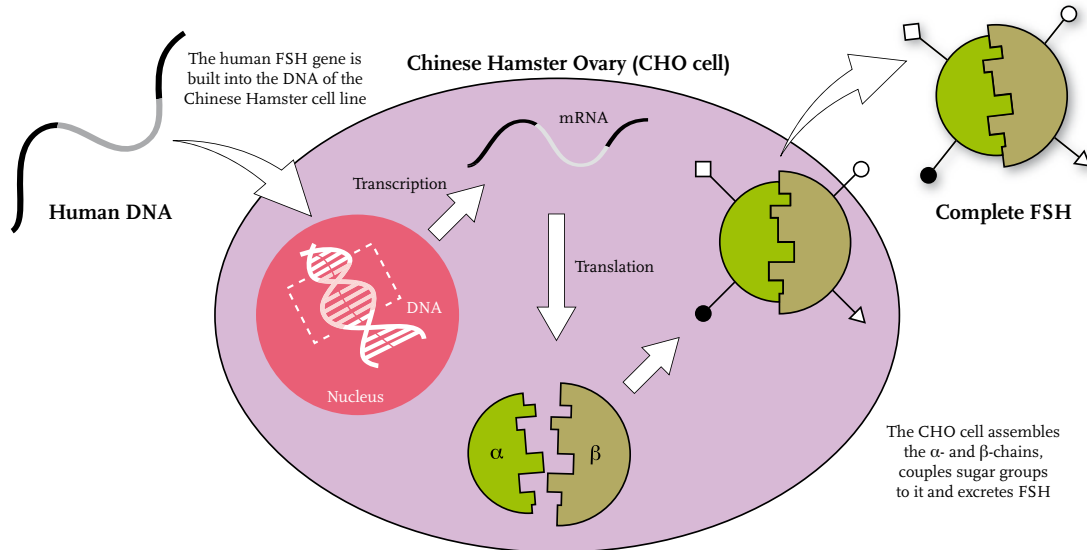 The human FSH gene is
built into the DNA of the
Chinese Hamster cell line
Human DNA
Chinese Hamster Ovary (CHO cell)
mRNA
Transcription
Translation
DNA
Nucleus
α
β
Complete FSH
The CHO cell assembles
the α- and β-chains,
couples sugar groups
to it and excretes FSH